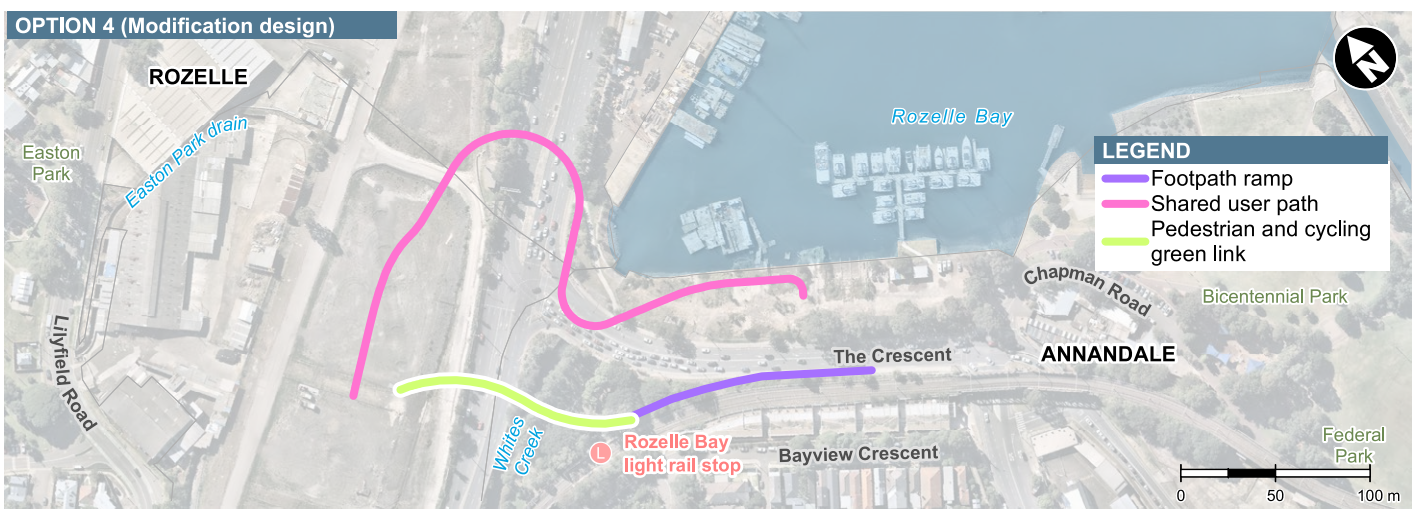 OPTION 4 (Modification design)
ROZELLE
N
Easton
Park
Easton Park drain
Rozelle Bay
LEGEND
Footpath ramp
Shared user path
Pedestrian and cycling
green link
Chapman Road
Bicentennial Park
Lilyfield Road
The Crescent
ANNANDALE
Whites
Creek
L
Rozelle Bay
light rail stop
Bayview Crescent
Federal
Park
0 50 100 m